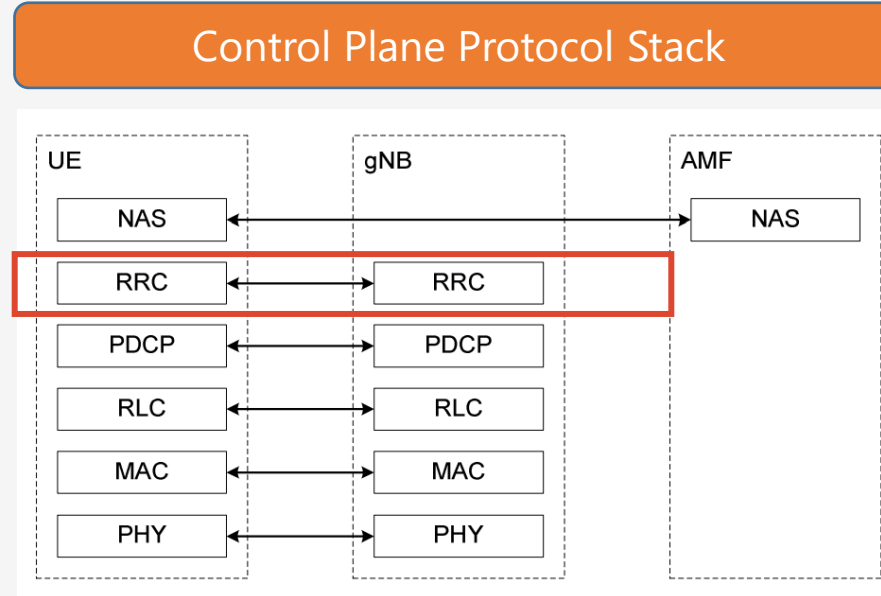 Control Plane Protocol Stack
UE gNB AMF
NAS NAS
RRC RRC
PDCP PDCP
RLC RLC
MAC MAC
PHY PHY